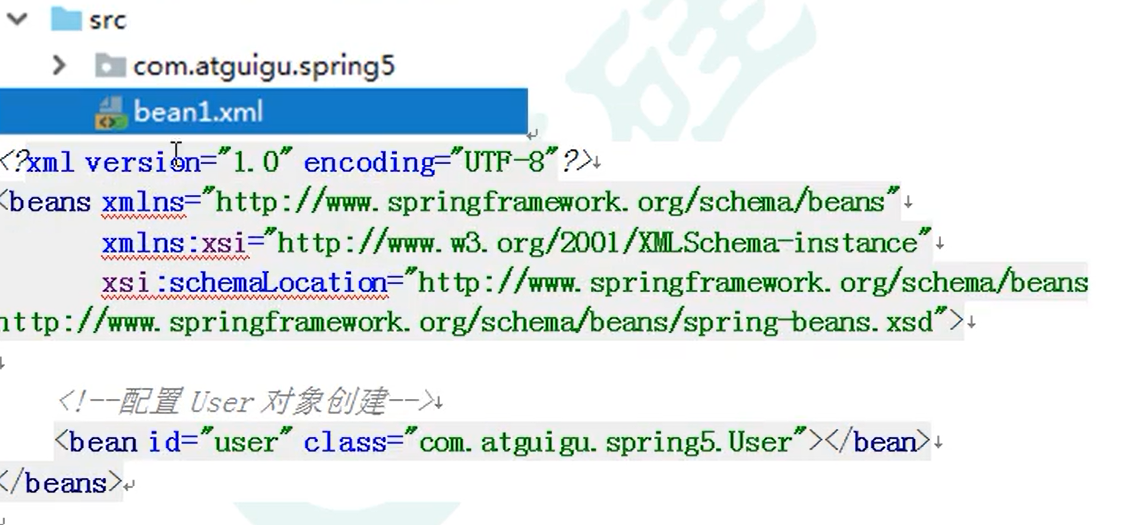 src
com.atguigu.spring5
bean1.xml
<?xml version="1.0" encoding="UTF-8"?>
<beans xmlns="http://www.springframework.org/schema/beans"
xmlns:xsi="http://www.w3.org/2001/XMLSchema-instance"
xsi:schemaLocation="http://www.springframework.org/schema/beans
http://www.springframework.org/schema/beans/spring-beans.xsd">
<!--配置 User 对象创建-->
<bean id="user" class="com.atguigu.spring5.User"></bean>
</beans>